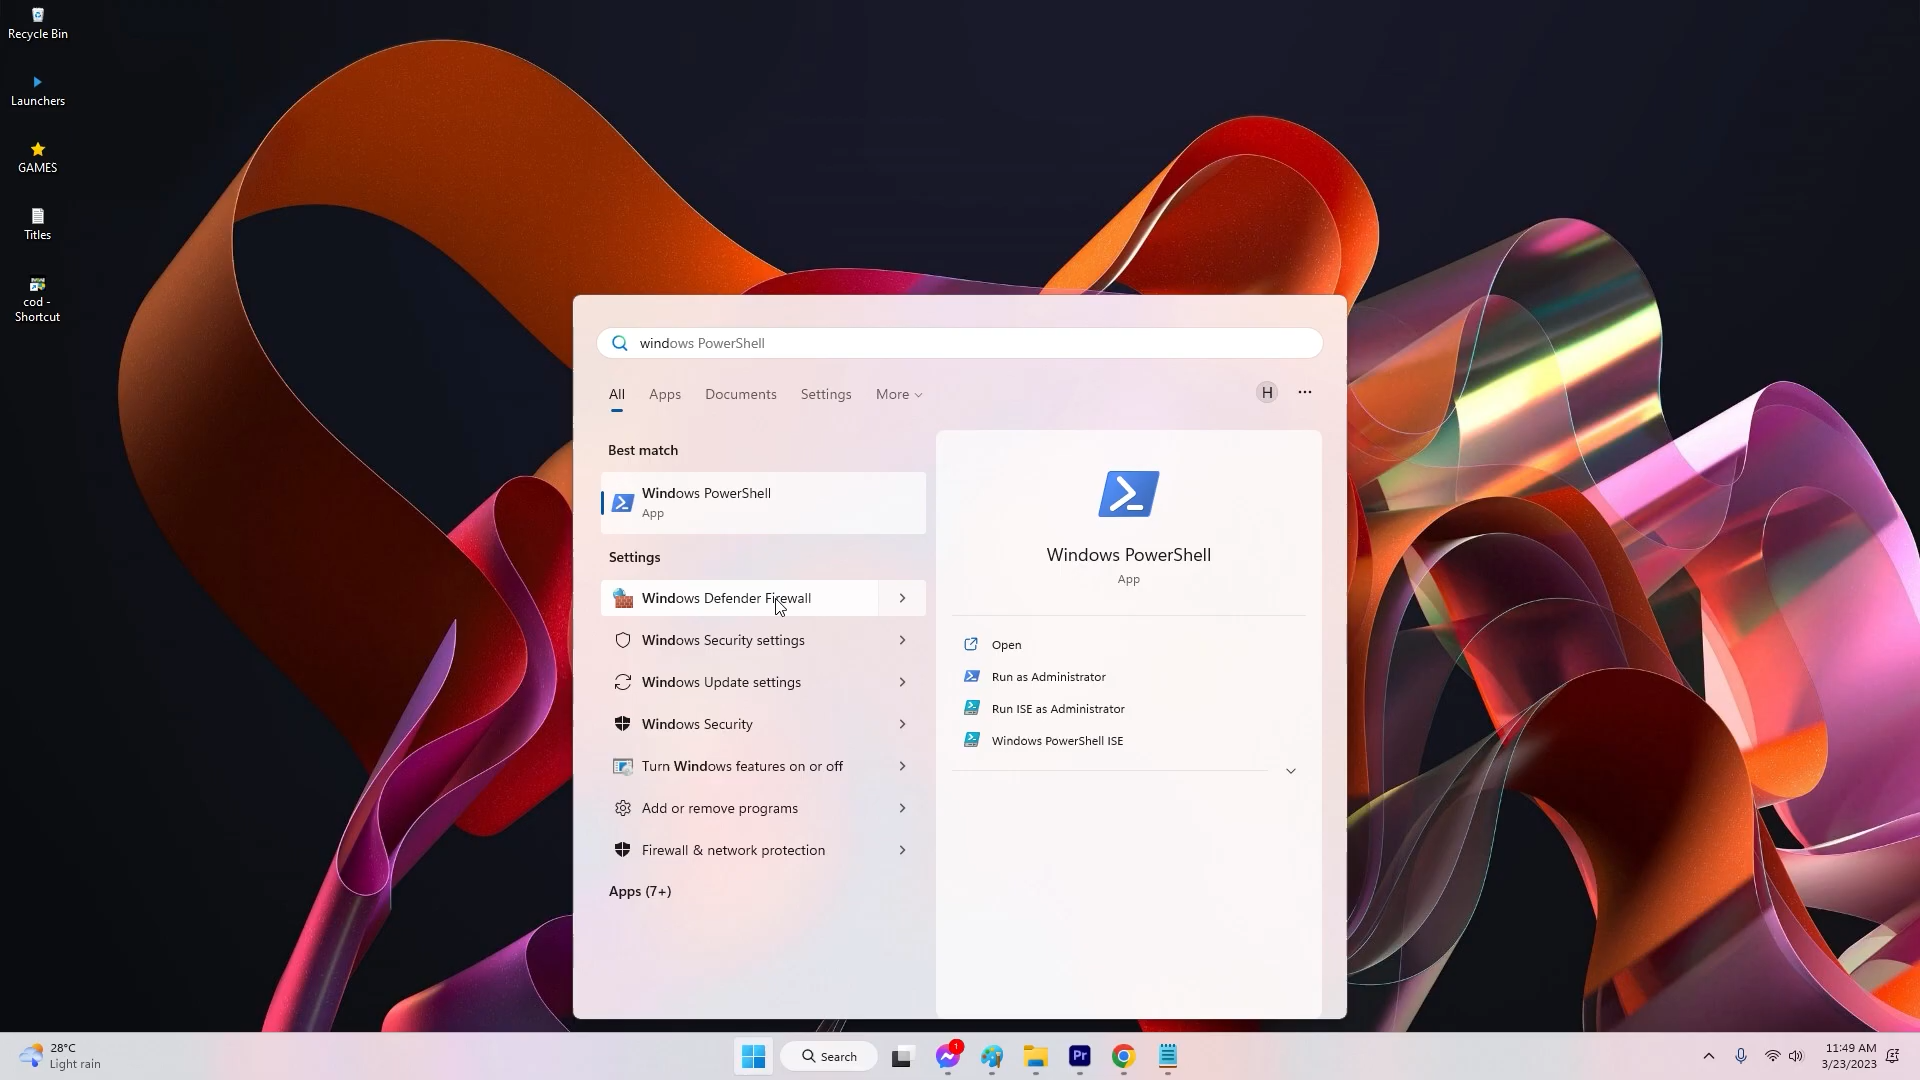 Recycle Bin
Launchers
GAMES
Titles
cod -
Shortcut
windows PowerShell
All
Apps
Documents
Settings
More
H
Best match
Windows PowerShell
App
Settings
Windows Defender Firewall
Windows Security settings
Windows Update settings
Windows Security
Turn Windows features on or off
Add or remove programs
Firewall & network protection
Apps (7+)
Windows PowerShell
App
Open
Run as Administrator
Run ISE as Administrator
Windows PowerShell ISE
28°C
Light rain
Search
1
Pr
11:49 AM
3/23/2023